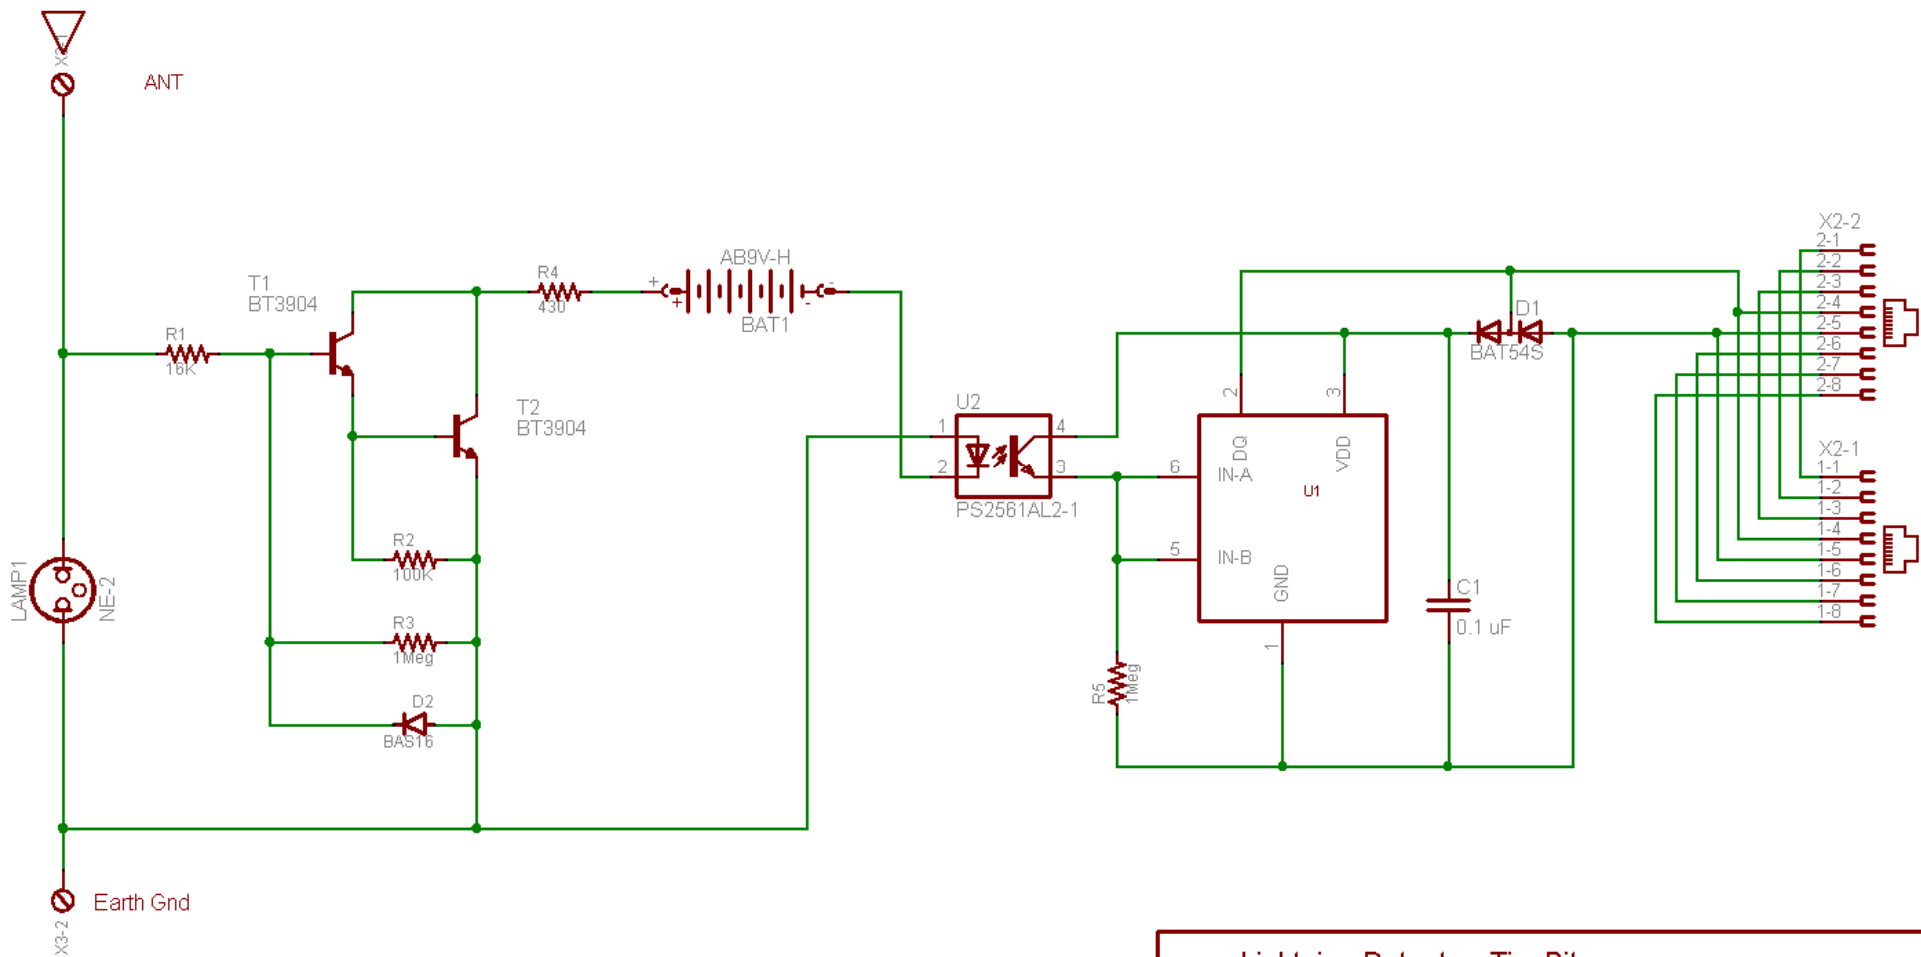 ANT
X2-2
2-1
2-2
2-3
2-4
2-5
2-6
2-7
2-8
AB9V-H
+
+
-
-
BAT1
R4
430
T1
BT3904
R1
16K
D1
BAT54S
T2
BT3904
U2
1
2
4
3
PS2561AL2-1
2
3
DQ
VDD
6
IN-A
U1
5
IN-B
GND
1
X2-1
1-1
1-2
1-3
1-4
1-5
1-6
1-7
1-8
R2
100K
LAMP1
NE-2
C1
0.1 uF
R3
1Meg
R5
1Meg
D2
BAS16
Earth Gnd
X3-2